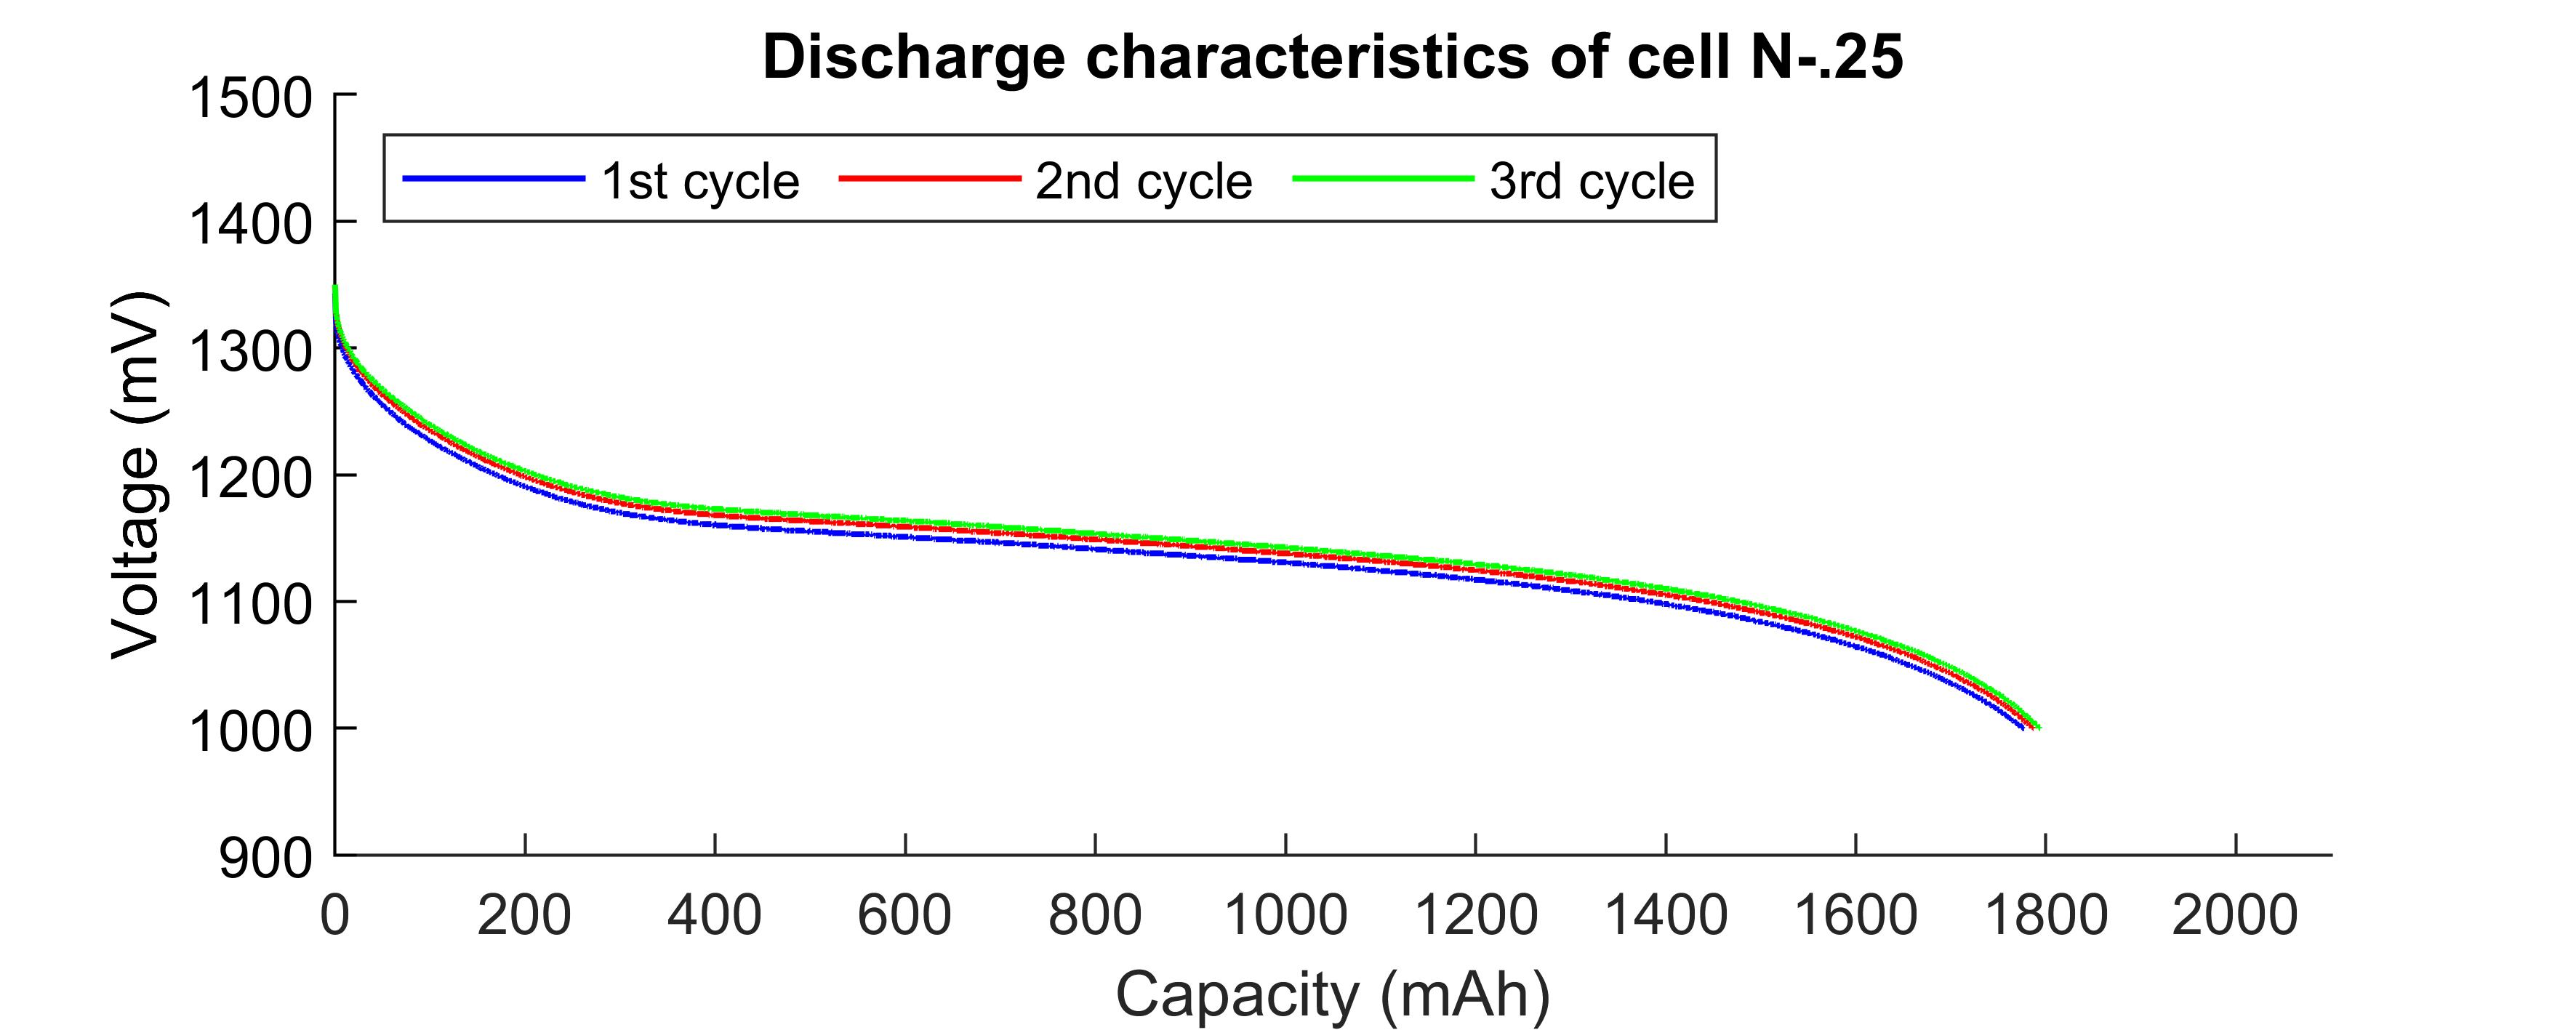 Discharge characteristics of cell N-.25
1500
1st cycle 2nd cycle 3rd cycle
1400
1300
1200
1100
1000
900
Voltage (mV)
0 200 400 600 800 1000 1200 1400 1600 1800 2000
Capacity (mAh)